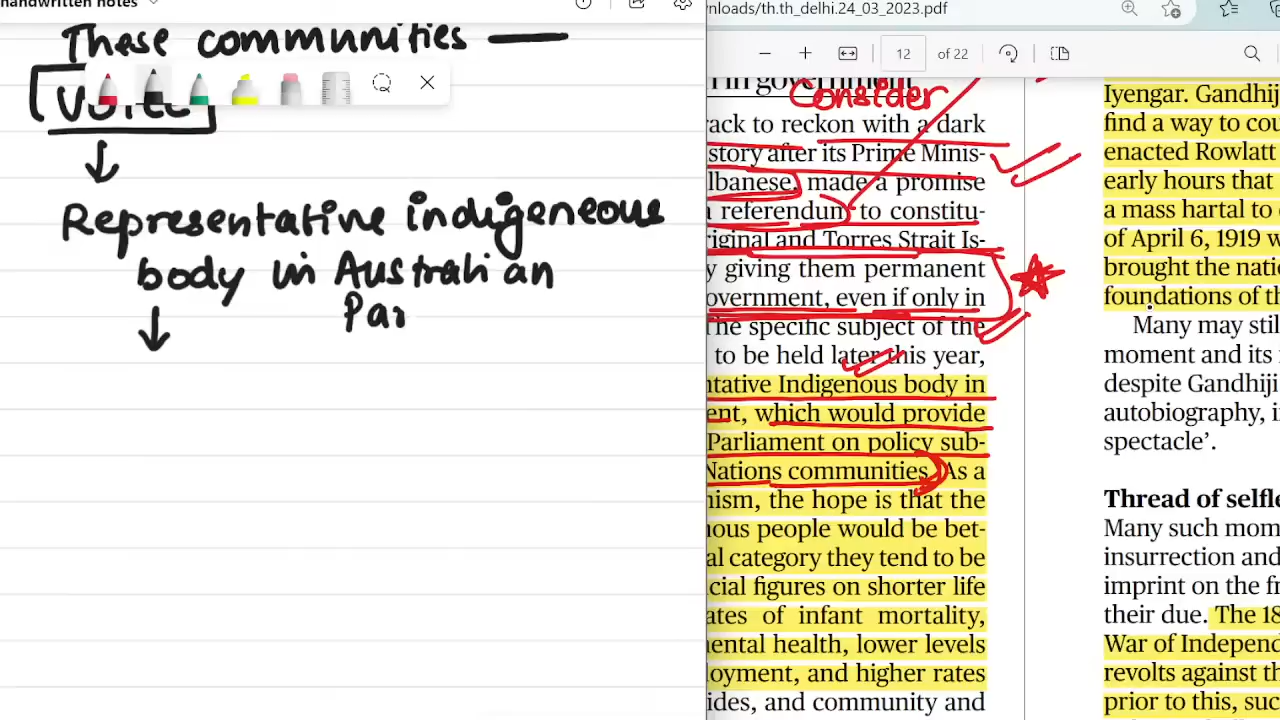 handwritten notes
These communities —
Voice
↓
Representative indigeneous
body in Australian
↓ Par
nloads/th.th_delhi.24_03_2023.pdf
12 of 22
in government
Consider
rack to reckon with a dark
story after its Prime Minis-
lbanese, made a promise
referendum to constitu-
riginal and Torres Strait Is-
y giving them permanent
overnment, even if only in
The specific subject of the
to be held later this year,
ntative Indigenous body in
ent, which would provide
Parliament on policy sub-
Nations communities. As a
nism, the hope is that the
nous people would be bet-
al category they tend to be
cial figures on shorter life
ates of infant mortality,
mental health, lower levels
loyment, and higher rates
ides, and community and
Iyengar. Gandhij
find a way to cou
enacted Rowlatt
early hours that
a mass hartal to
of April 6, 1919 w
brought the natio
foundations of th
Many may stil
moment and its
despite Gandhiji
autobiography, i
spectacle'.
Thread of selfle
Many such mom
insurrection and
imprint on the fr
their due. The 18
War of Independ
revolts against th
prior to this, suc